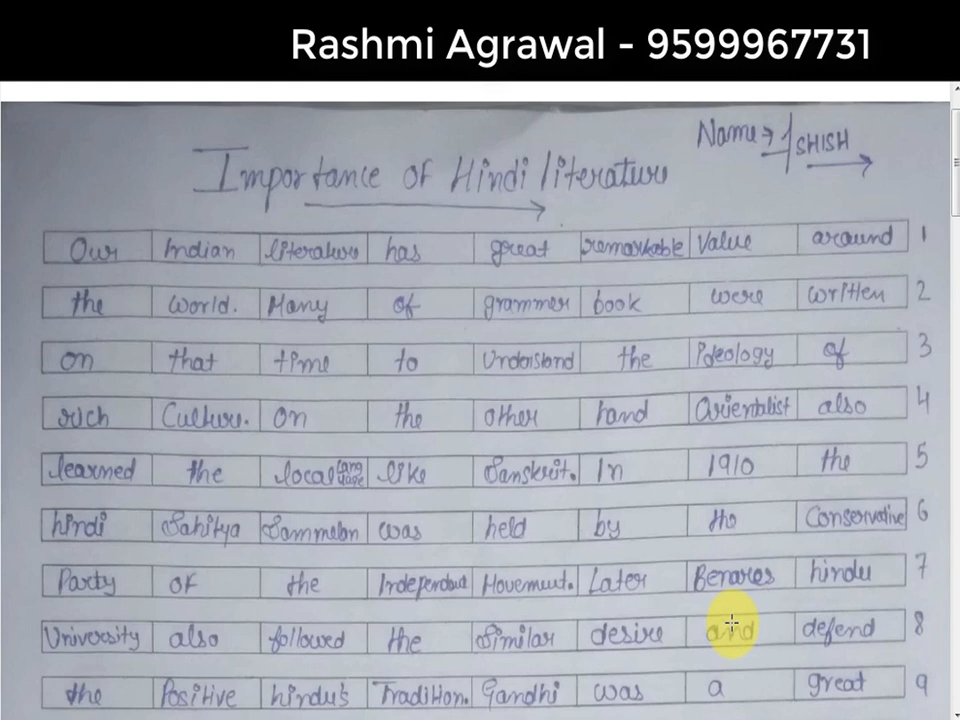 Rashmi Agrawal - 9599967731
Name → AShISH
Importance of Hindi literature
Our Indian literature has great remarkable Value around 1
the world. Many of grammer book were written 2
on that time to Understand the Ideology of 3
rich Culture. On the other hand Orientalist also 4
learned the local language like Sanskrit. In 1910 the 5
hindi Sahitya Sammelan was held by the Conservative 6
Party of the Independent Movement. Later Benares hindu 7
University also followed the Similar desire and defend 8
the Positive hindu's Tradition. Gandhi was a great 9